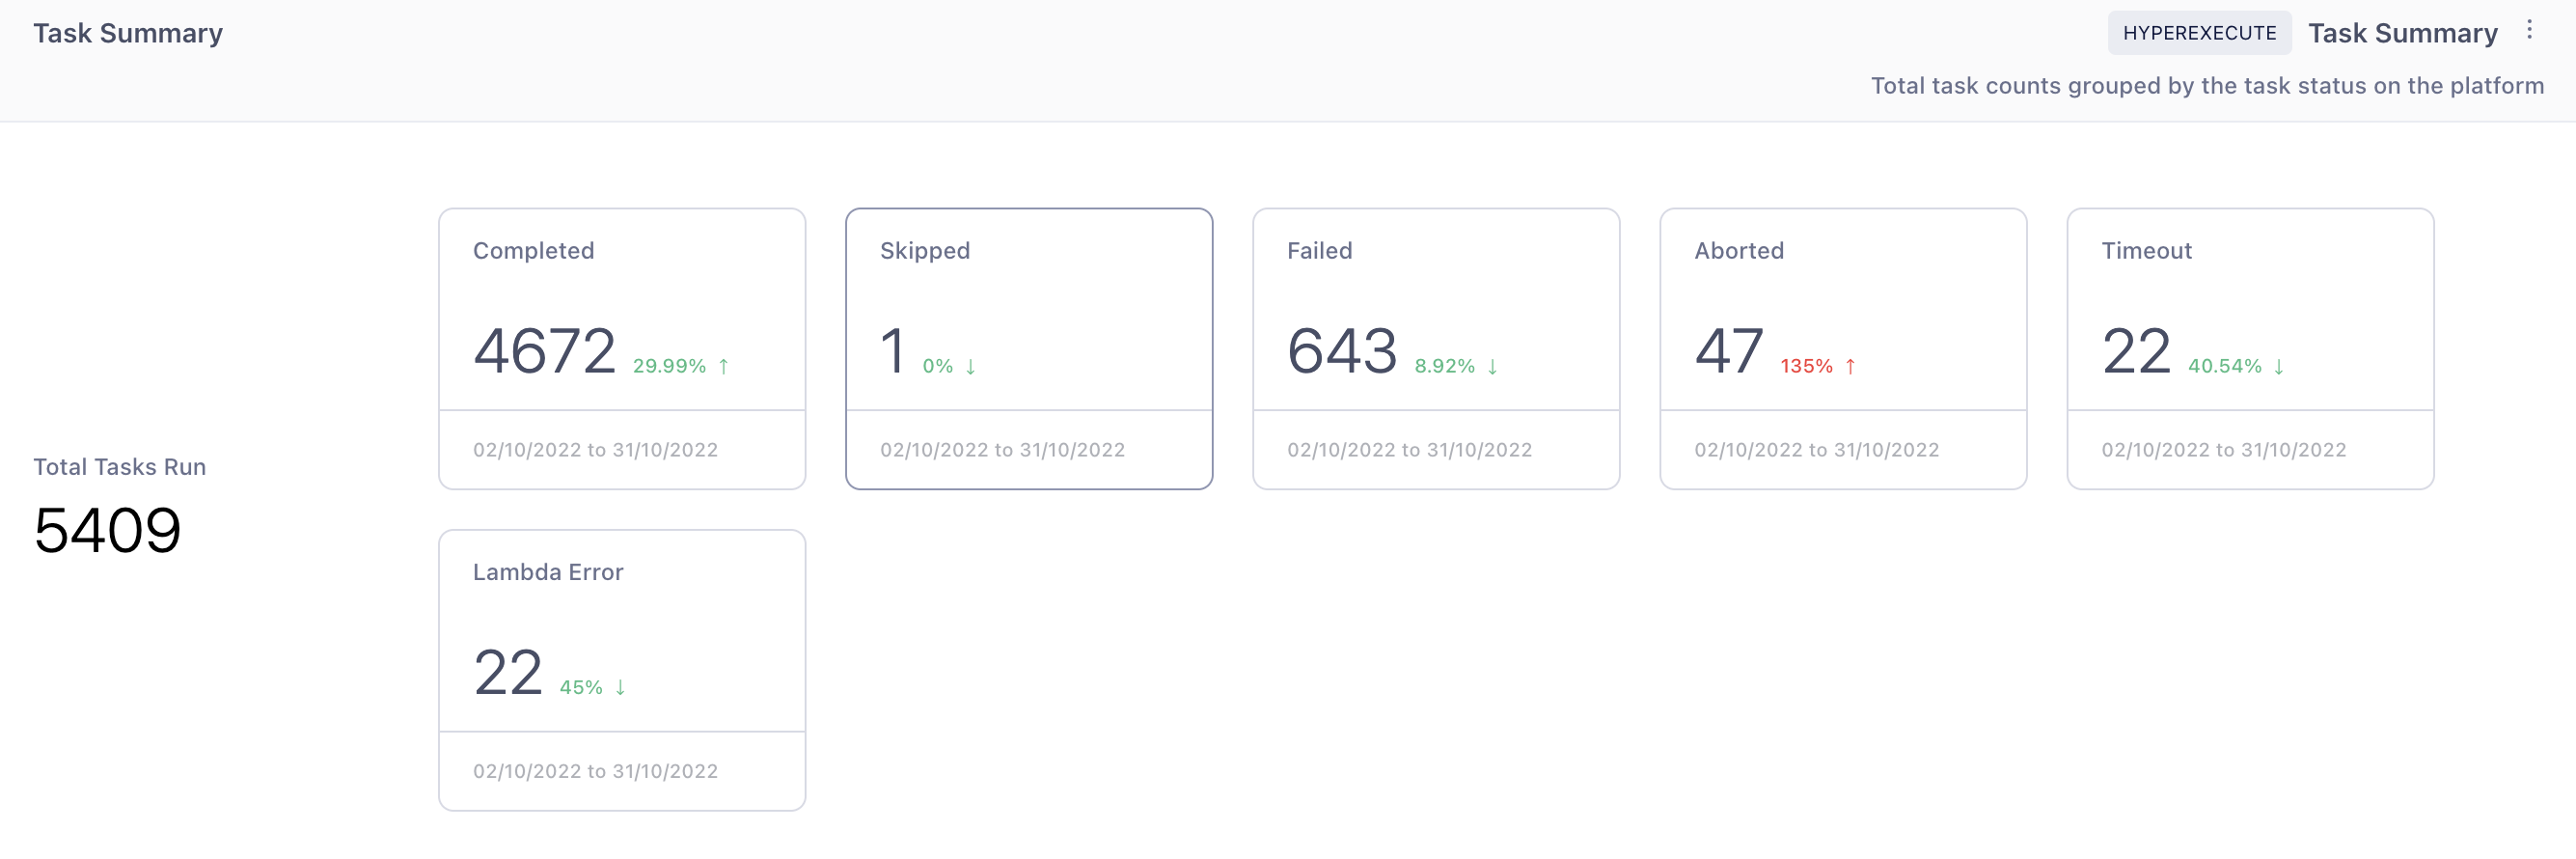 Task Summary
HYPEREXECUTE Task Summary
Total task counts grouped by the task status on the platform
Total Tasks Run
5409
Completed
4672 29.99% ↑
02/10/2022 to 31/10/2022
Skipped
1 0% ↓
02/10/2022 to 31/10/2022
Failed
643 8.92% ↓
02/10/2022 to 31/10/2022
Aborted
47 135% ↑
02/10/2022 to 31/10/2022
Timeout
22 40.54% ↓
02/10/2022 to 31/10/2022
Lambda Error
22 45% ↓
02/10/2022 to 31/10/2022